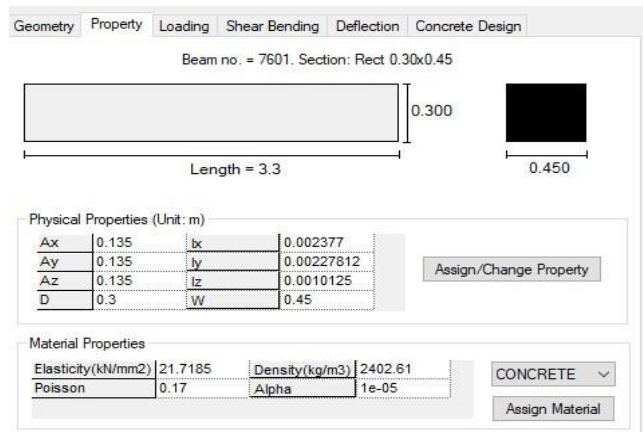 Geometry Property Loading Shear Bending Deflection Concrete Design
Beam no. = 7601. Section: Rect 0.30x0.45
0.300
Length = 3.3
0.450
Physical Properties (Unit: m)
Ax 0.135 Ix 0.002377
Ay 0.135 Iy 0.00227812
Az 0.135 Iz 0.0010125
D 0.3 W 0.45
Assign/Change Property
Material Properties
Elasticity(kN/mm2) 21.7185 Density(kg/m3) 2402.61
Poisson 0.17 Alpha 1e-05
CONCRETE
Assign Material